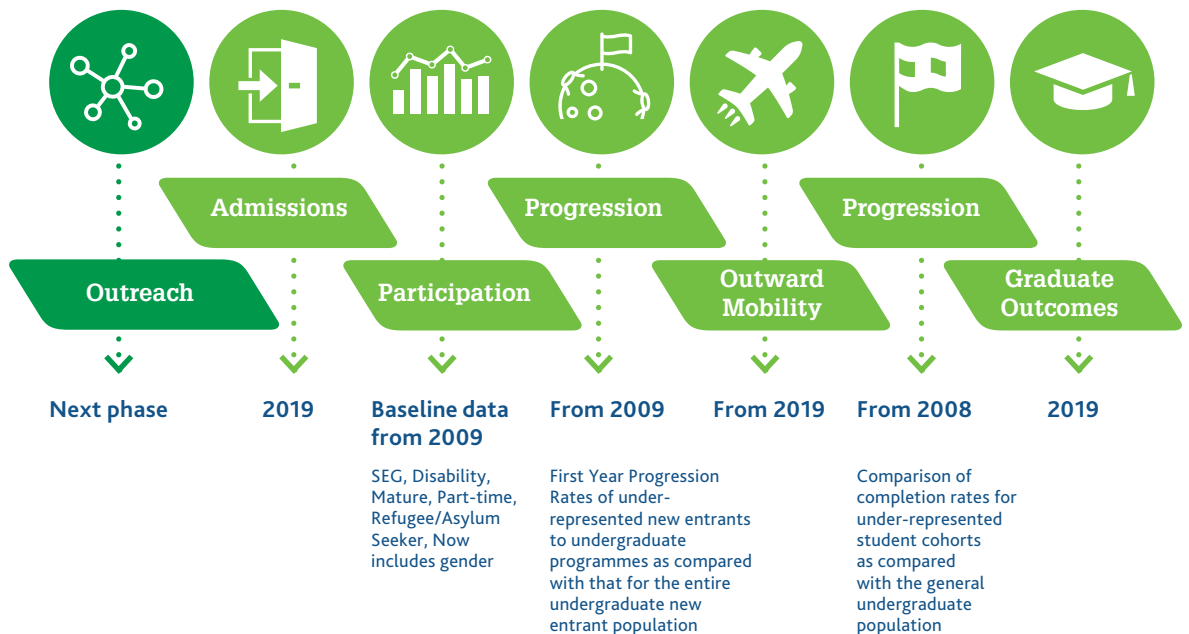 Outreach
Next phase
Admissions
2019
Participation
Baseline data
from 2009
SEG, Disability,
Mature, Part-time,
Refugee/Asylum
Seeker, Now
includes gender
Progression
From 2009
First Year Progression
Rates of under-
represented new entrants
to undergraduate
programmes as compared
with that for the entire
undergraduate new
entrant population
Outward
Mobility
From 2019
Progression
From 2008
Comparison of
completion rates for
under-represented
student cohorts
as compared
with the general
undergraduate
population
Graduate
Outcomes
2019